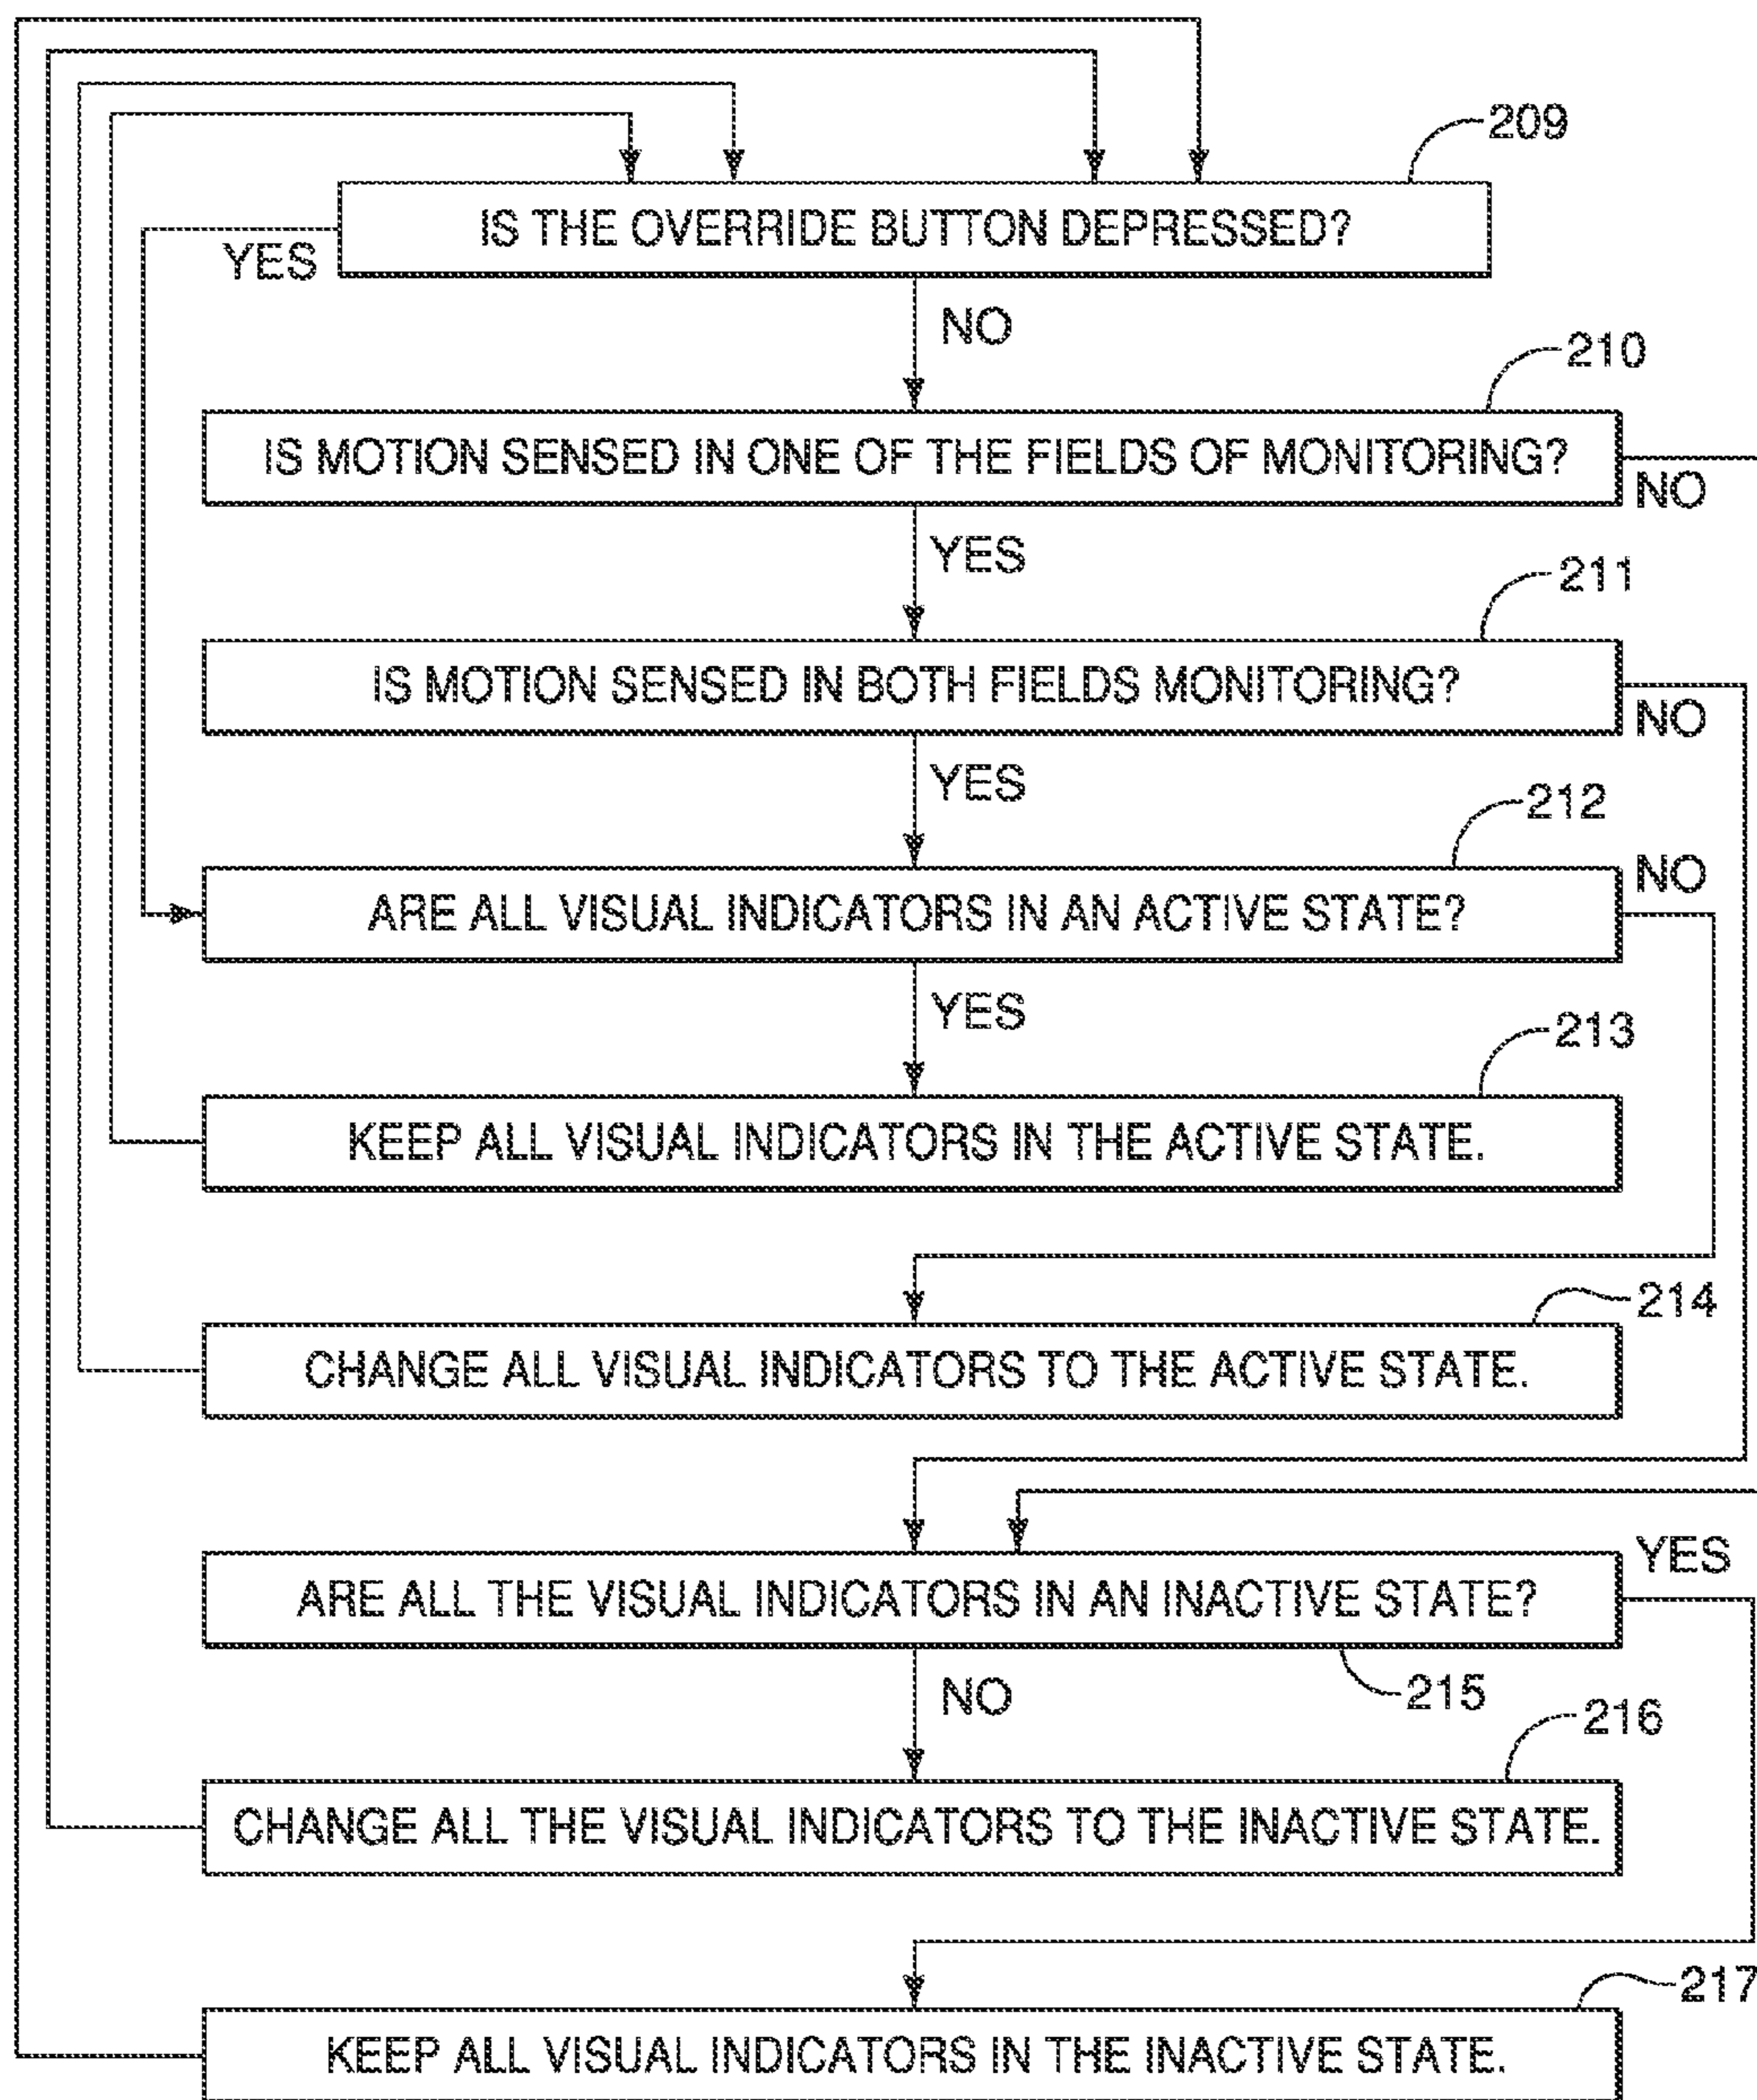 209
IS THE OVERRIDE BUTTON DEPRESSED?
YES
NO
210
IS MOTION SENSED IN ONE OF THE FIELDS OF MONITORING?
NO
YES
211
IS MOTION SENSED IN BOTH FIELDS MONITORING?
NO
YES
212
NO
ARE ALL VISUAL INDICATORS IN AN ACTIVE STATE?
YES
213
KEEP ALL VISUAL INDICATORS IN THE ACTIVE STATE.
214
CHANGE ALL VISUAL INDICATORS TO THE ACTIVE STATE.
YES
ARE ALL THE VISUAL INDICATORS IN AN INACTIVE STATE?
215
NO
216
CHANGE ALL THE VISUAL INDICATORS TO THE INACTIVE STATE.
217
KEEP ALL VISUAL INDICATORS IN THE INACTIVE STATE.